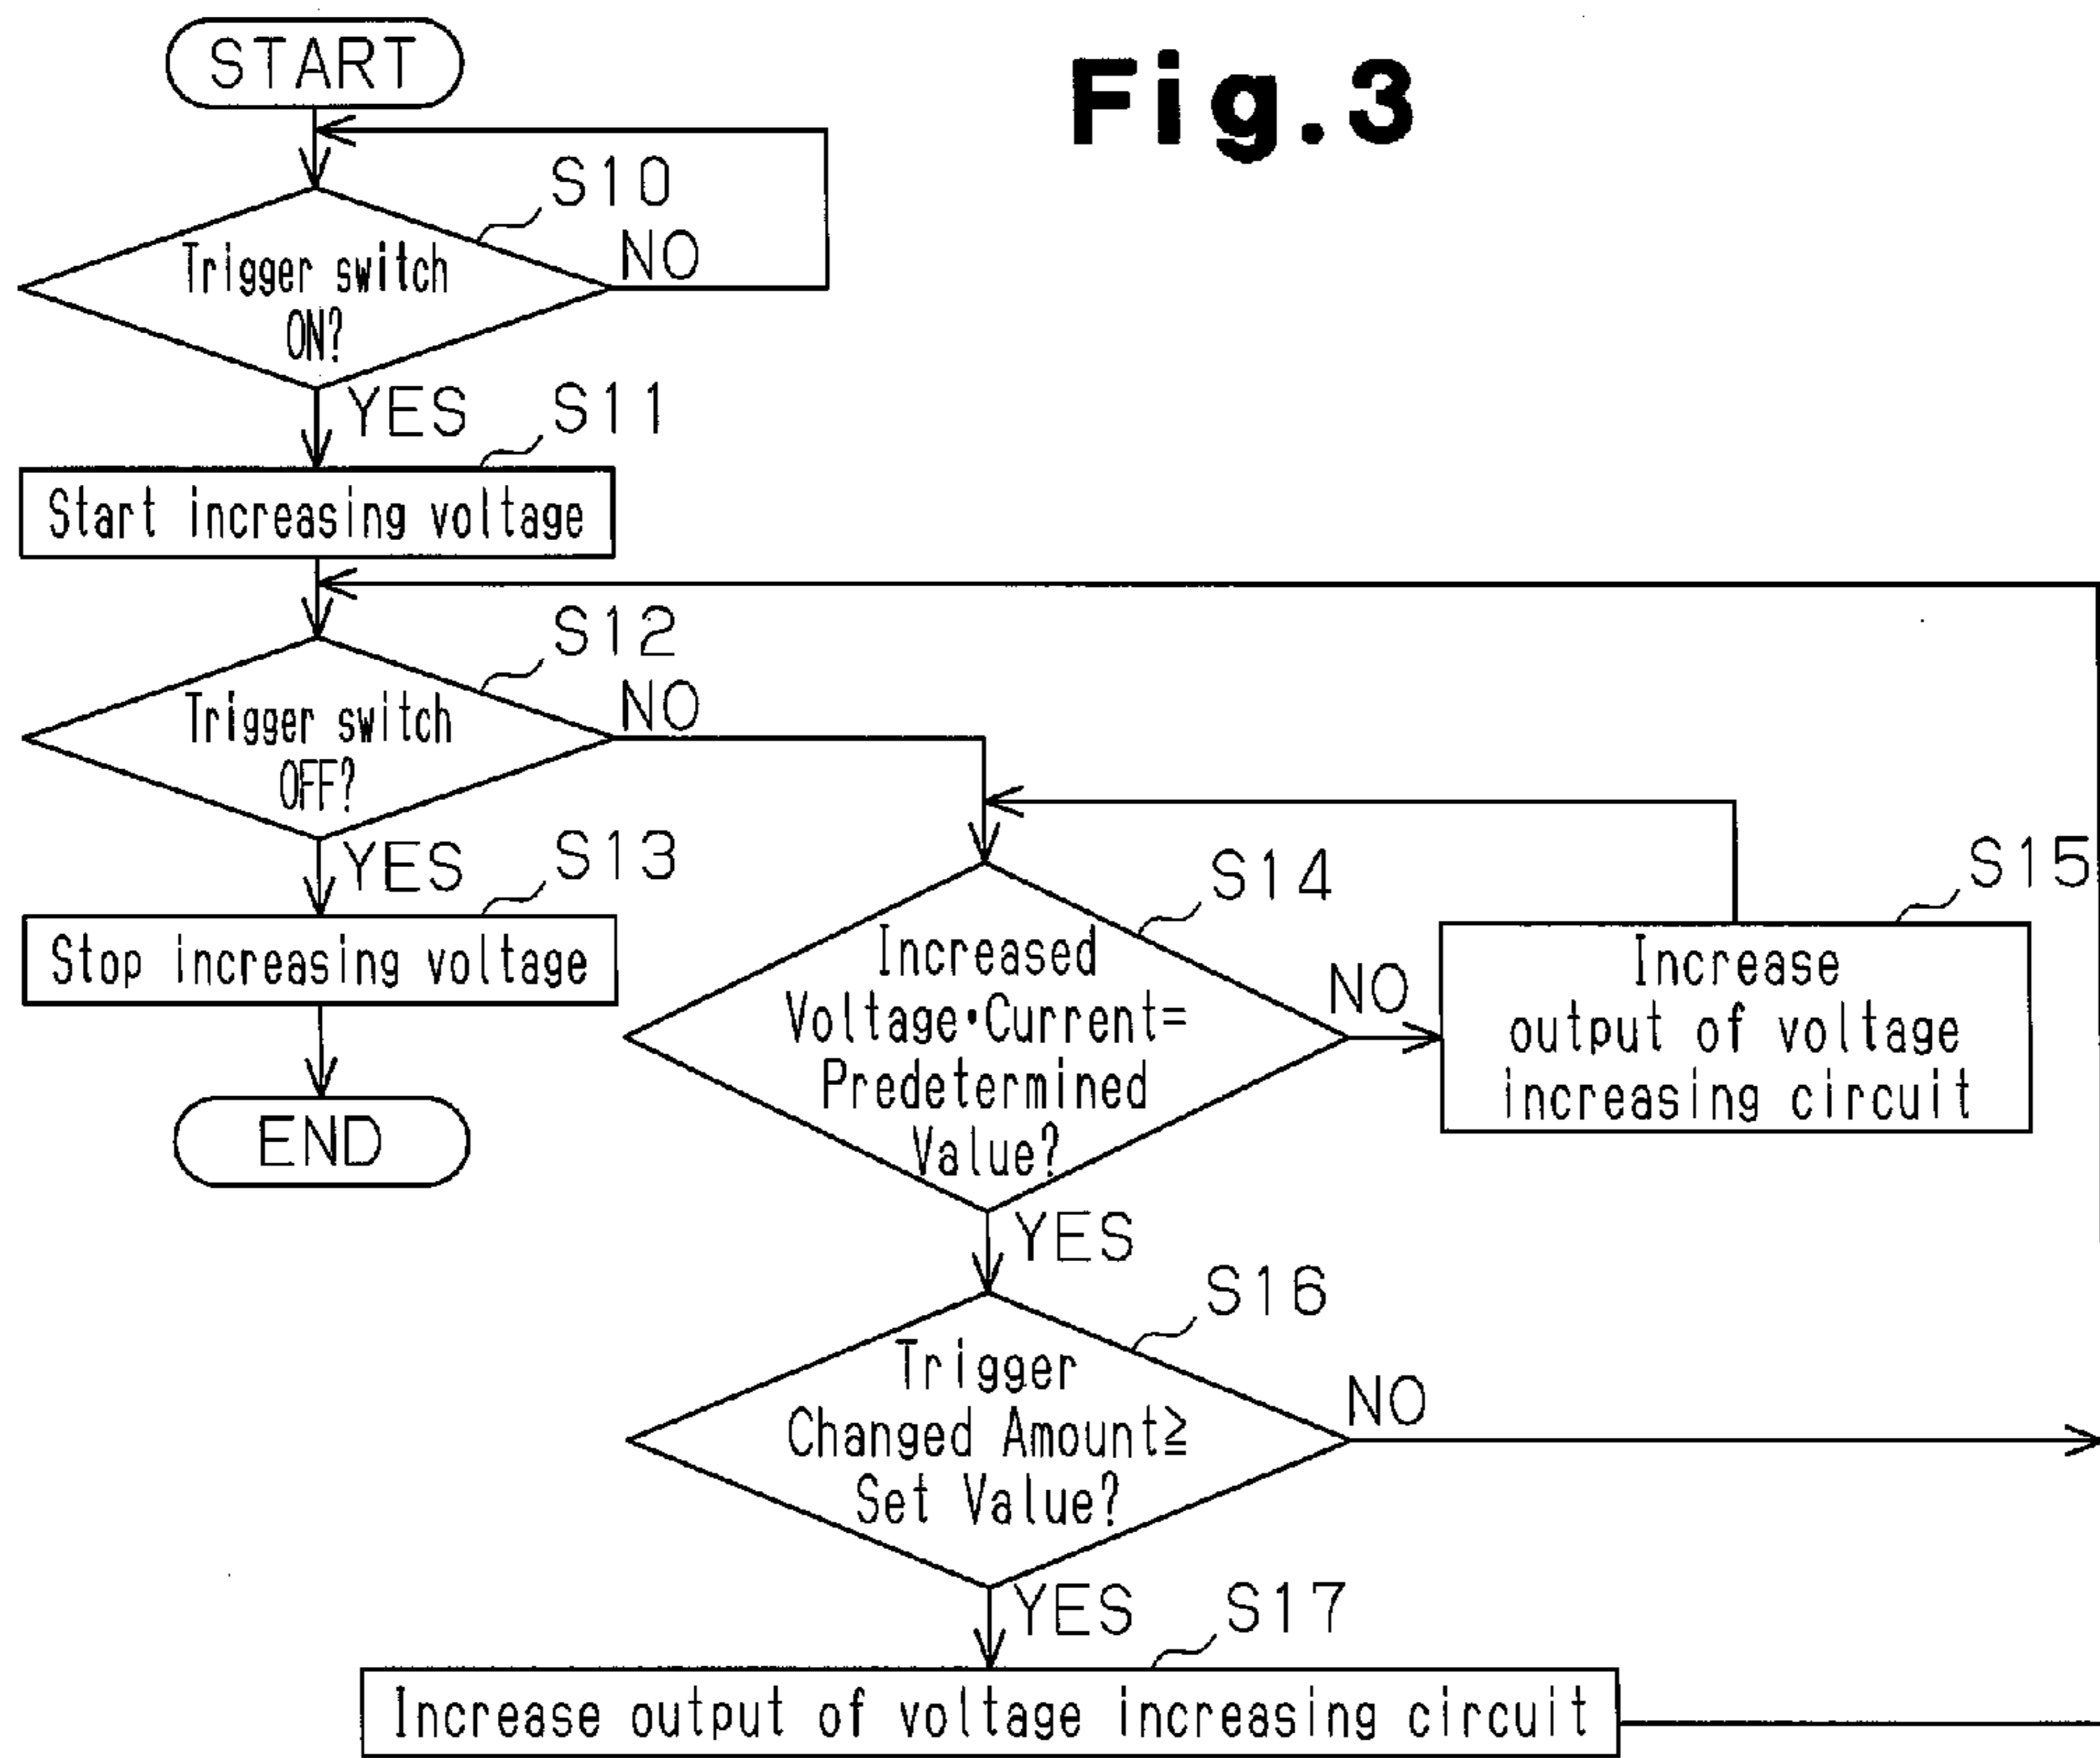 START
Fig.3
S10
Trigger switch
ON?
NO
YES
S11
Start increasing voltage
S12
Trigger switch
OFF?
NO
YES
S13
Stop increasing voltage
END
S14
Increased
Voltage•Current=
Predetermined
Value?
NO
S15
Increase
output of voltage
increasing circuit
YES
S16
Trigger
Changed Amount≧
Set Value?
NO
YES
S17
Increase output of voltage increasing circuit